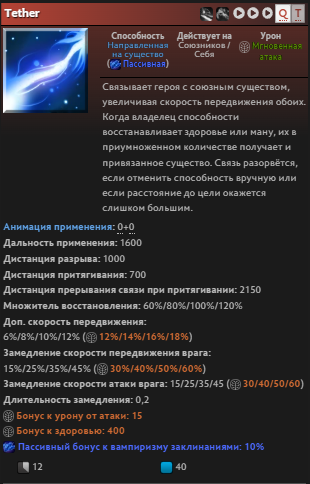 Tether
Q T
Способность Действует на Урон
Направленная Союзников / Мгновенная
на существо Себя атака
(Пассивная)
Связывает героя с союзным существом,
увеличивая скорость передвижения обоих.
Когда владелец способности
восстанавливает здоровье или ману, их в
приумноженном количестве получает и
привязанное существо. Связь разорвётся,
если отменить способность вручную или
если расстояние до цели окажется
слишком большим.
Анимация применения: 0+0
Дальность применения: 1600
Дистанция разрыва: 1000
Дистанция притягивания: 700
Дистанция прерывания связи при притягивании: 2150
Множитель восстановления: 60%/80%/100%/120%
Доп. скорость передвижения:
6%/8%/10%/12% (12%/14%/16%/18%)
Замедление скорости передвижения врага:
15%/25%/35%/45% (30%/40%/50%/60%)
Замедление скорости атаки врага: 15/25/35/45 (30/40/50/60)
Длительность замедления: 0,2
Бонус к урону от атаки: 15
Бонус к здоровью: 400
Пассивный бонус к вампиризму заклинаниями: 10%
12 40